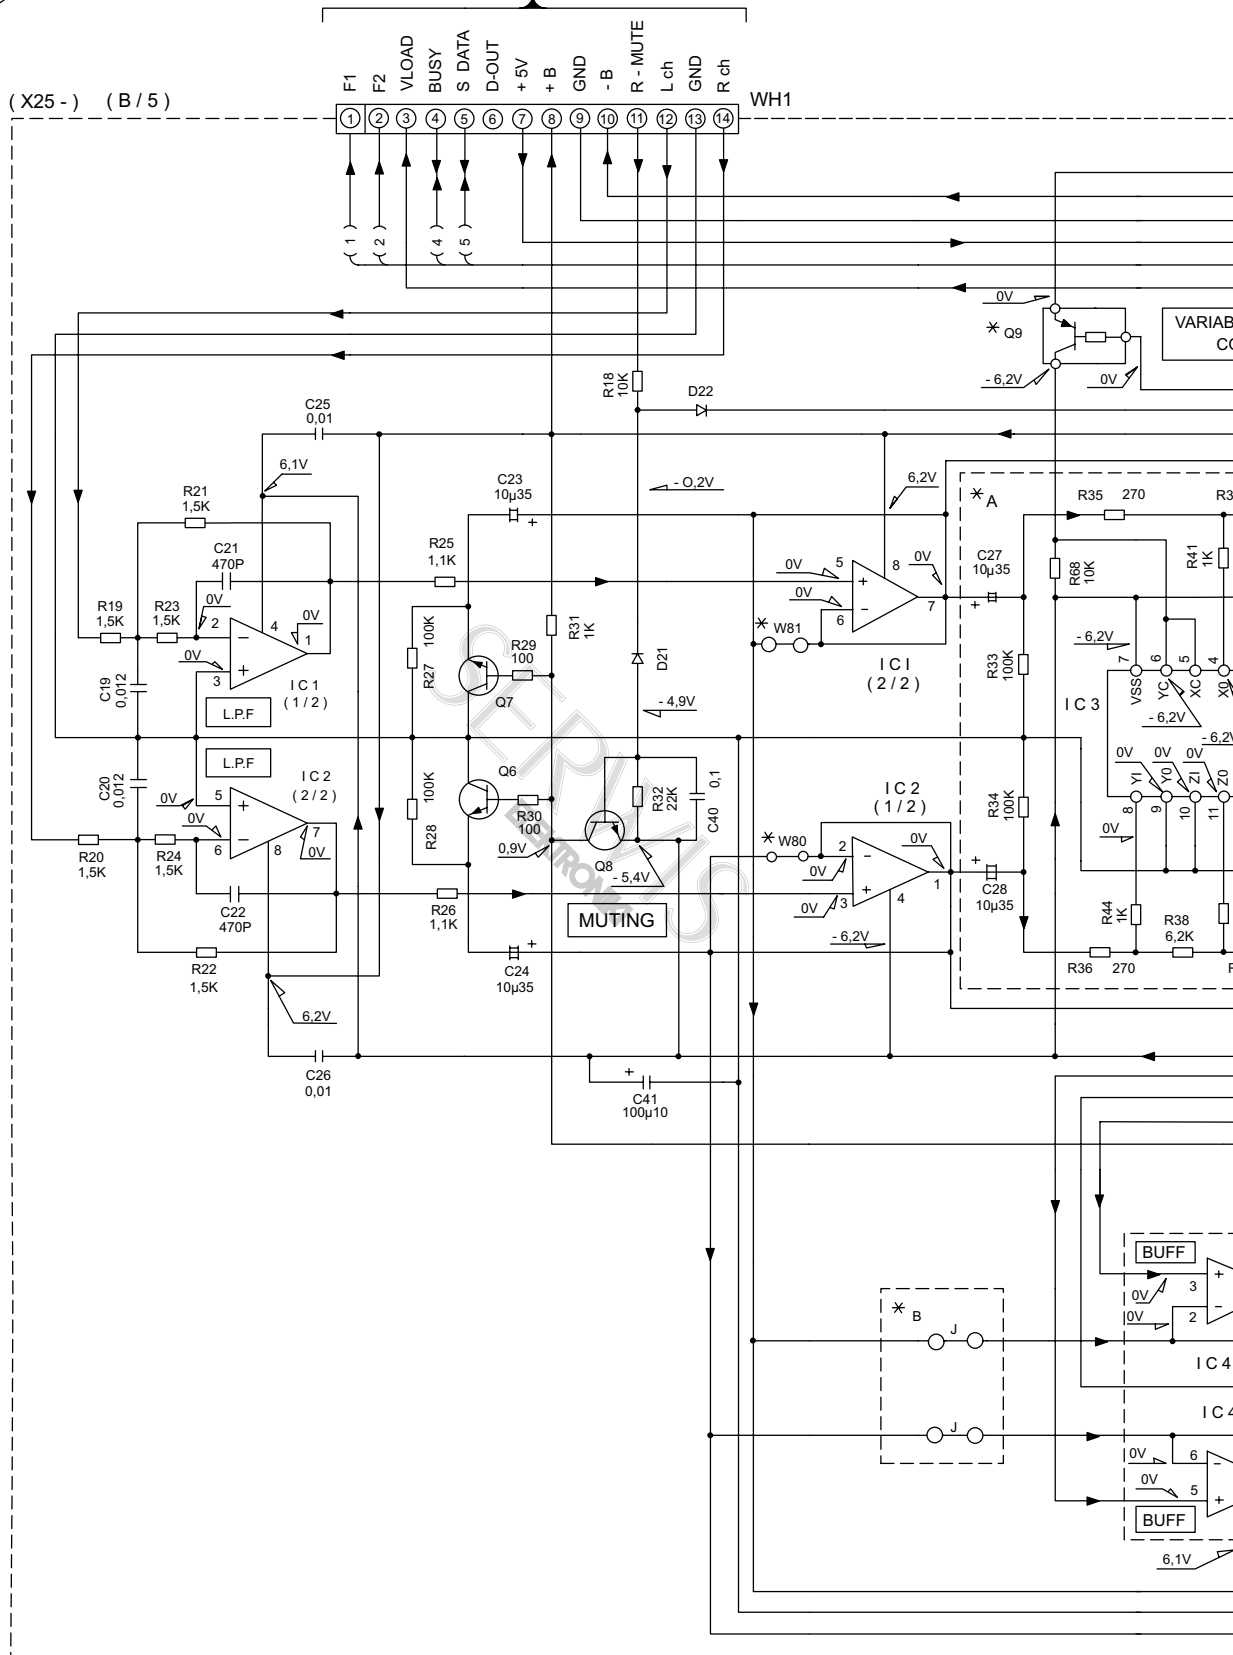 F1
F2
VLOAD
BUSY
S DATA
D-OUT
+ 5V
+ B
GND
- B
R - MUTE
L ch
GND
R ch
( X25 - ) ( B / 5 )
WH1
1 2 3 4 5 6 7 8 9 10 11 12 13 14
( 1 ) ( 2 ) ( 4 ) ( 5 )
0V
* Q9
VARIAB
CO
- 6,2V
0V
R18
10K
D22
C25
0,01
6,1V
C23
10µ35
- O,2V
6,2V
* A
R35 270
R21
1,5K
C21
470P
R25
1,1K
0V 5
8
0V
C27
10µ35
+
R68
10K
R41
1K
R19
1,5K
R23
1,5K
0V
2
4
0V
1
0V
3
+
−
100K
R27
R29
100
R31
1K
D21
0V
6
7
* W81
I C I
( 2 / 2 )
R33
100K
- 6,2V
7 6 5 4
VSS YC XC X0
C19
0,012
I C 1
( 1 / 2 )
L.P.F
Q7
- 4,9V
I C 3
- 6,2V
- 6,2V
L.P.F
C20
0,012
I C 2
( 2 / 2 )
0V
5
0V
6
7
0V
8
100K
R28
Q6
R30
100
R32
22K
C40 0,1
I C 2
( 1 / 2 )
R34
100K
0V 0V 0V
YI Y0 ZI Z0
8 9 10 11
0V
R20
1,5K
R24
1,5K
0,9V
Q8
- 5,4V
* W80
2
0V
0V
3
0V
1
4
C28
10µ35
+
R44
1K
R38
6,2K
C22
470P
R26
1,1K
MUTING
- 6,2V
R22
1,5K
C24
10µ35
+
R36 270
6,2V
C26
0,01
C41
100µ10
+
SERWIS
ELEKTRONIKI
BUFF
3
0V
0V
2
* B
J
I C 4
J
0V
6
0V
5
BUFF
6,1V